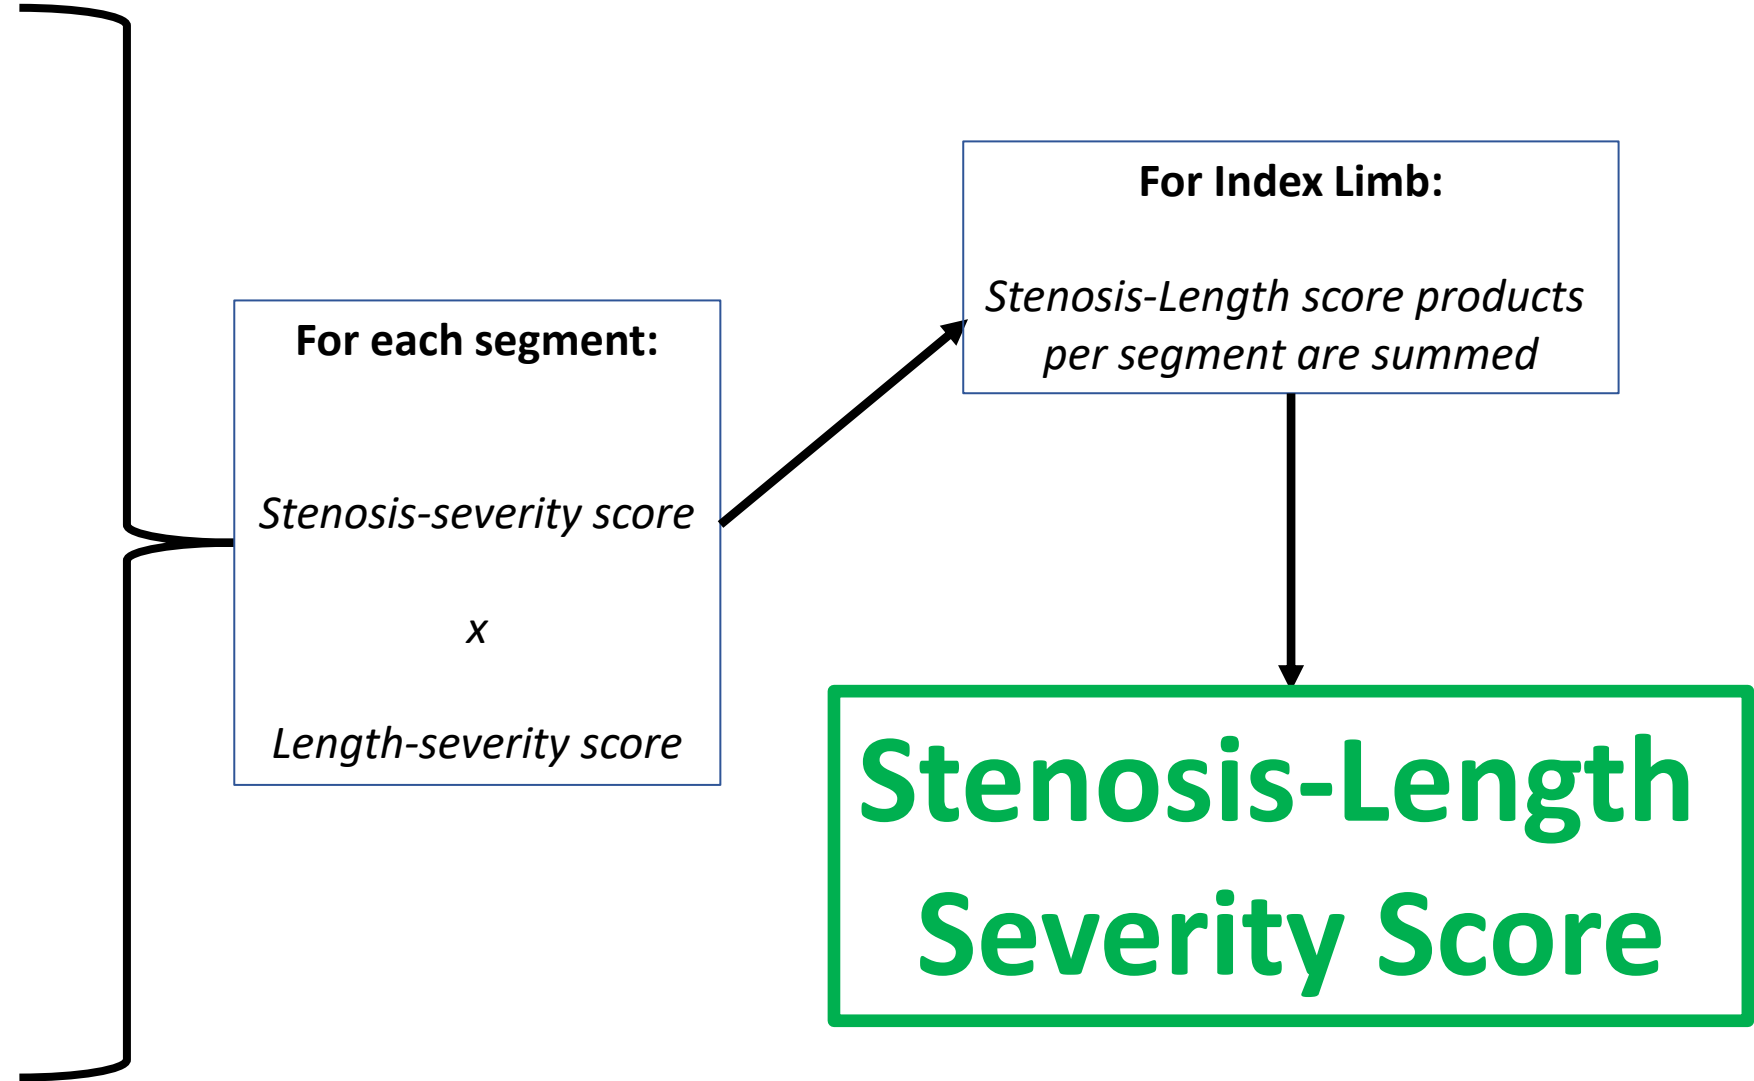 For each segment:
Stenosis-severity score
x
Length-severity score
For Index Limb:
Stenosis-Length score products
per segment are summed
Stenosis-Length
Severity Score